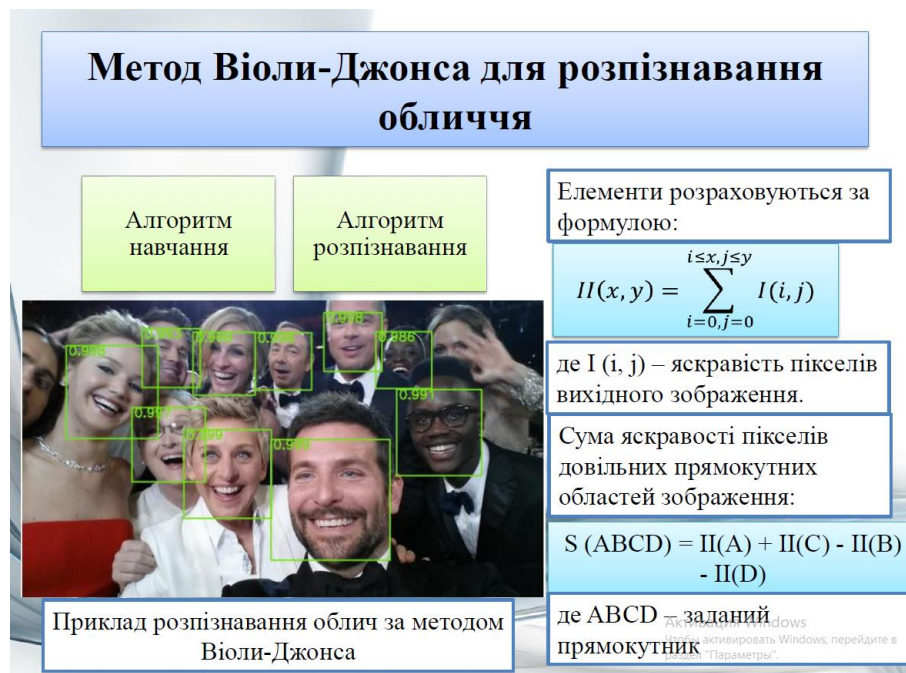 Метод Віоли-Джонса для розпізнавання
обличчя
Алгоритм
навчання
Алгоритм
розпізнавання
Елементи розраховуються за
формулою:
i≤x,j≤y
II(x, y) = ∑ I(i, j)
i=0,j=0
0.998
0.998
0.986
0.998
0.991
0.999
де I (i, j) – яскравість пікселів
вихідного зображення.
Сума яскравості пікселів
довільних прямокутних
областей зображення:
S (ABCD) = II(A) + II(C) - II(B)
- II(D)
де ABCD – заданий
прямокутник
Активация Windows
Чтобы активировать Windows, перейдите в
раздел "Параметры".
Приклад розпізнавання облич за методом
Віоли-Джонса